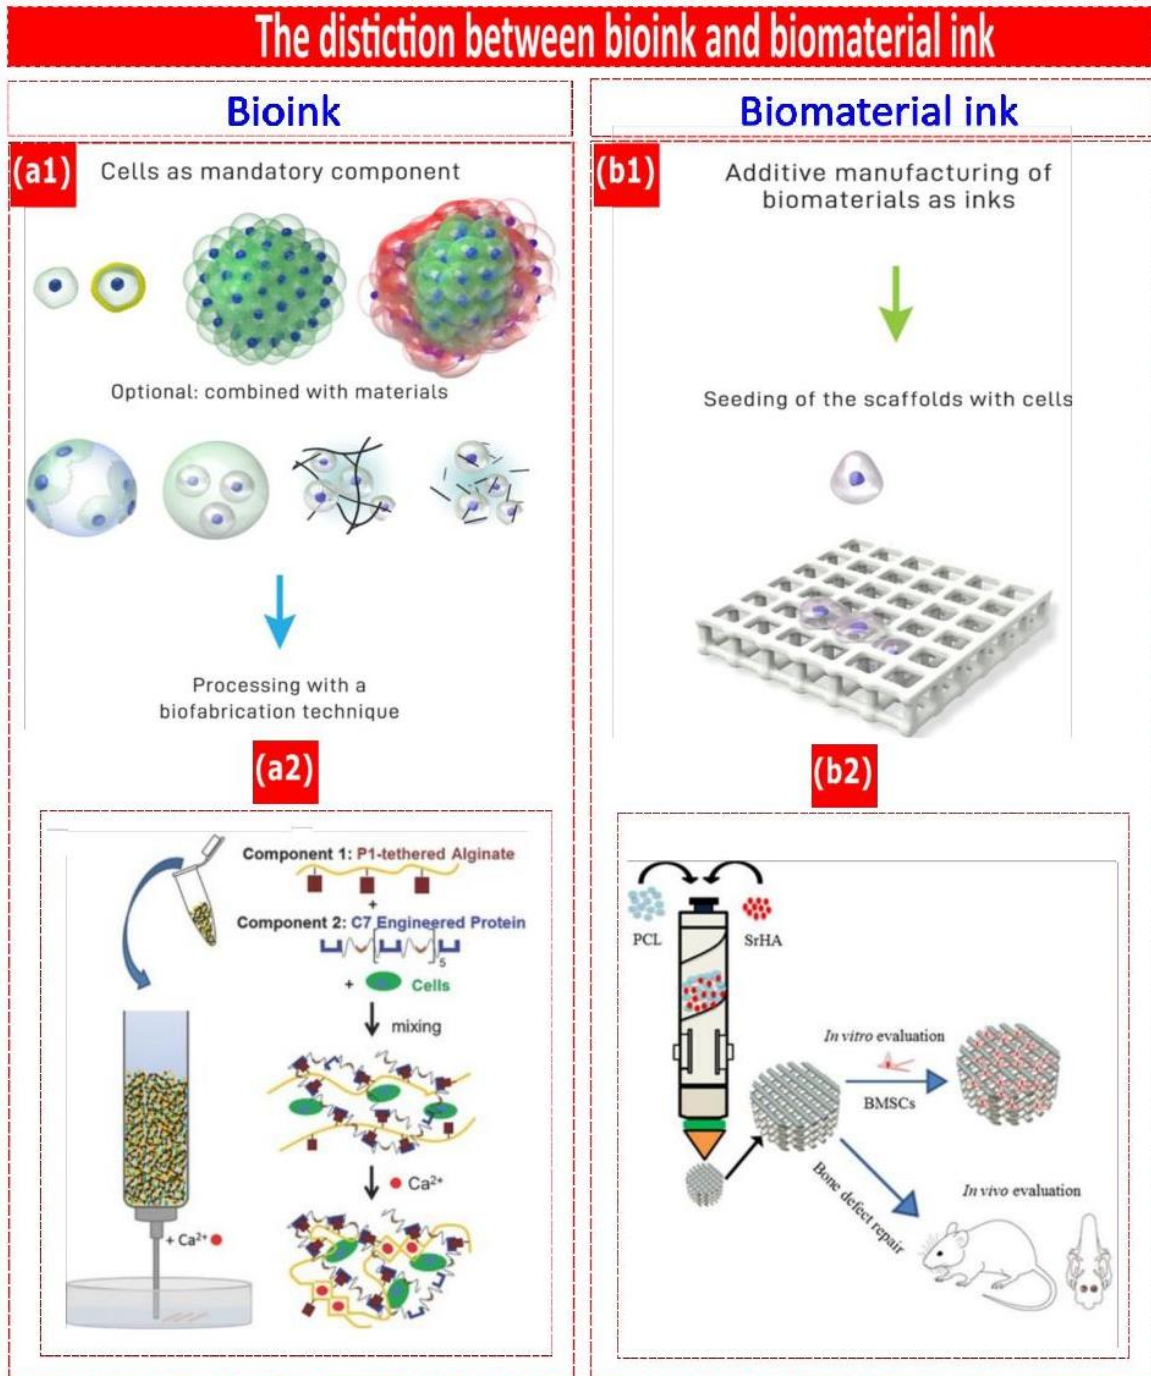 The distiction between bioink and biomaterial ink
Bioink
Biomaterial ink
(a1)
Cells as mandatory component
Optional: combined with materials
Processing with a
biofabrication technique
(b1)
Additive manufacturing of
biomaterials as inks
Seeding of the scaffolds with cells
(a2)
Component 1: P1-tethered Alginate
+
Component 2: C7 Engineered Protein
5
+ Cells
mixing
Ca²⁺
+ Ca²⁺
(b2)
PCL
SrHA
In vitro evaluation
BMSCs
Bone defect repair
In vivo evaluation